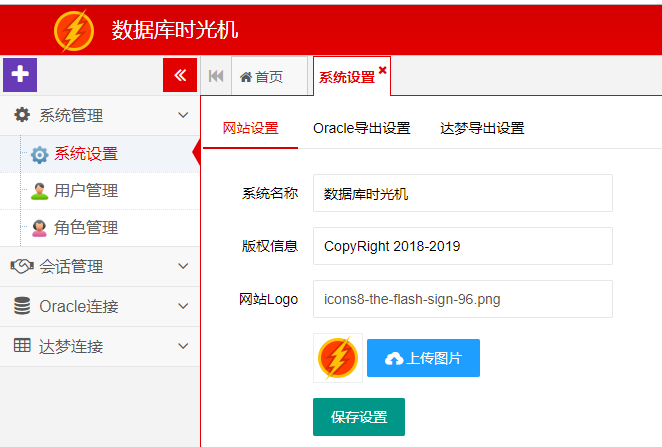 数据库时光机
首页
系统设置
系统管理
系统设置
用户管理
角色管理
会话管理
Oracle连接
达梦连接
网站设置 Oracle导出设置 达梦导出设置
系统名称 数据库时光机
版权信息 CopyRight 2018-2019
网站Logo icons8-the-flash-sign-96.png
上传图片
保存设置